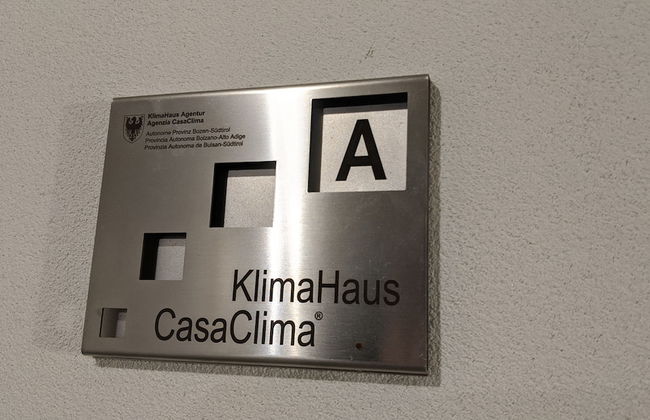 KlimaHaus Agentur
Agenzia CasaClima
Autonome Provinz Bozen-Südtirol
Provincia Autonoma Bolzano-Alto Adige
Provinzia Autonoma de Bulsan-Südtirol
A
KlimaHaus
CasaClima®